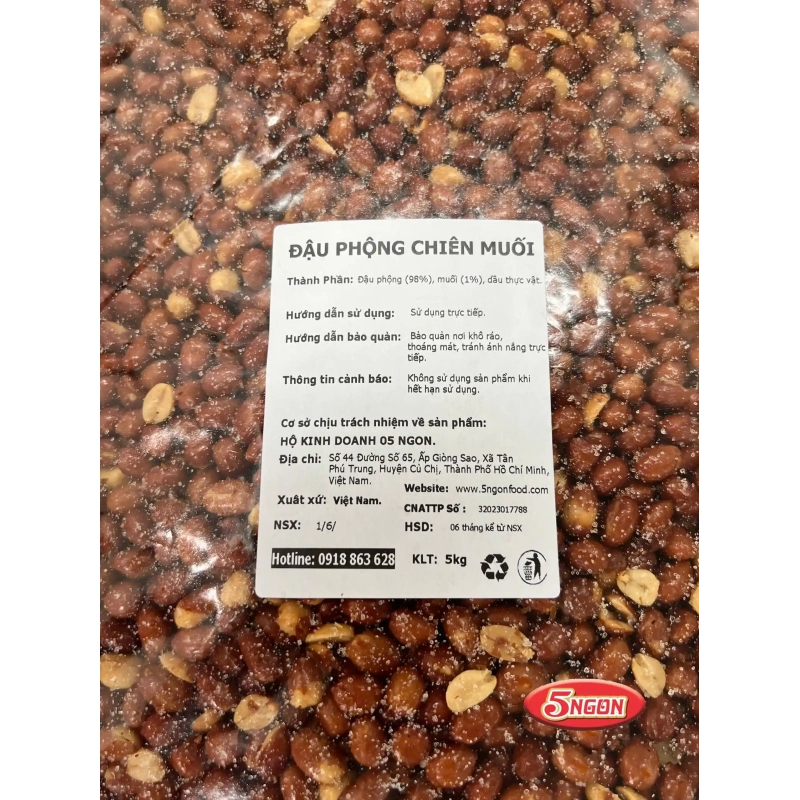 ĐẬU PHỘNG CHIÊN MUỐI
Thành Phần: Đậu phộng (98%), muối (1%), dầu thực vật.
Hướng dẫn sử dụng: Sử dụng trực tiếp.
Hướng dẫn bảo quản: Bảo quản nơi khô ráo,
thoáng mát, tránh ánh nắng trực
tiếp.
Thông tin cảnh báo: Không sử dụng sản phẩm khi
hết hạn sử dụng.
Cơ sở chịu trách nhiệm về sản phẩm:
HỘ KINH DOANH 05 NGON.
Địa chỉ: Số 44 Đường Số 65, Ấp Giòng Sao, Xã Tân
Phú Trung, Huyện Củ Chi, Thành Phố Hồ Chí Minh,
Việt Nam.
Website: www.5ngonfood.com
Xuất xứ: Việt Nam.
CNATTP Số : 32023017788
NSX: 1/6/
HSD: 06 tháng kể từ NSX
Hotline: 0918 863 628
KLT: 5kg
5NGON